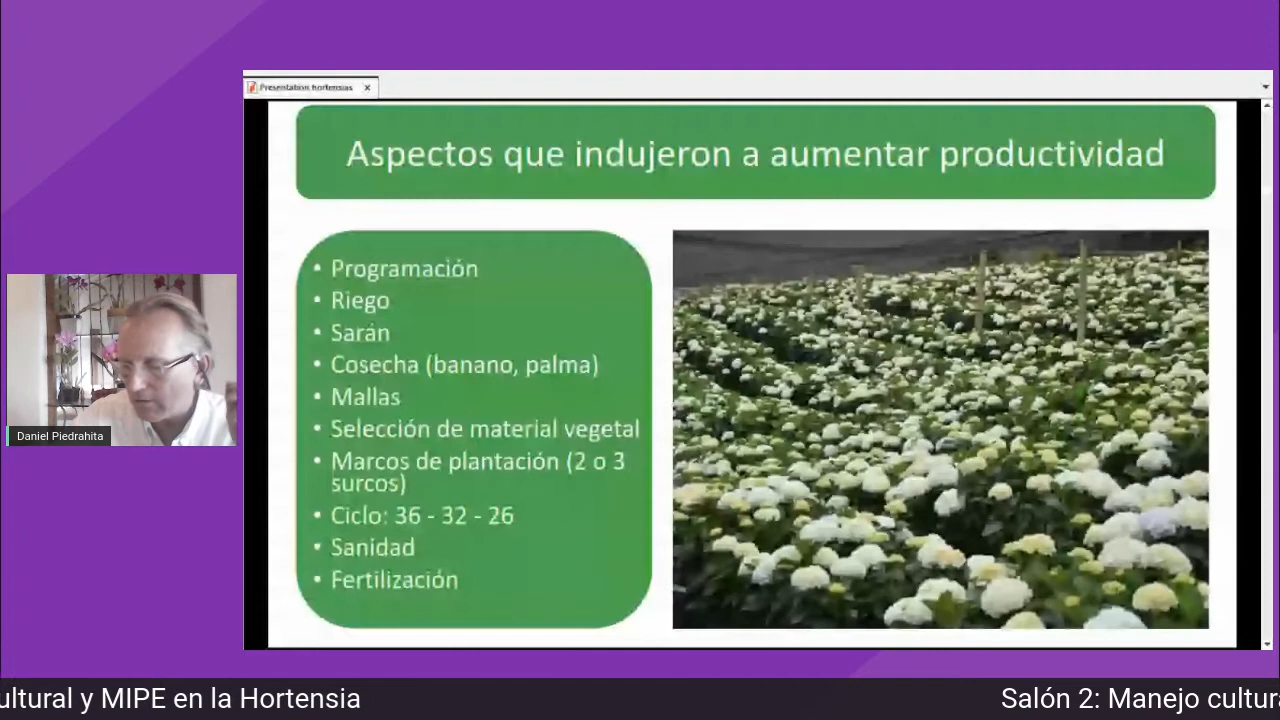 Presentation hortensias
Aspectos que indujeron a aumentar productividad
• Programación
• Riego
• Sarán
• Cosecha (banano, palma)
• Mallas
• Selección de material vegetal
• Marcos de plantación (2 o 3
surcos)
• Ciclo: 36 - 32 - 26
• Sanidad
• Fertilización
Daniel Piedrahita
ultural y MIPE en la Hortensia
Salón 2: Manejo cultur